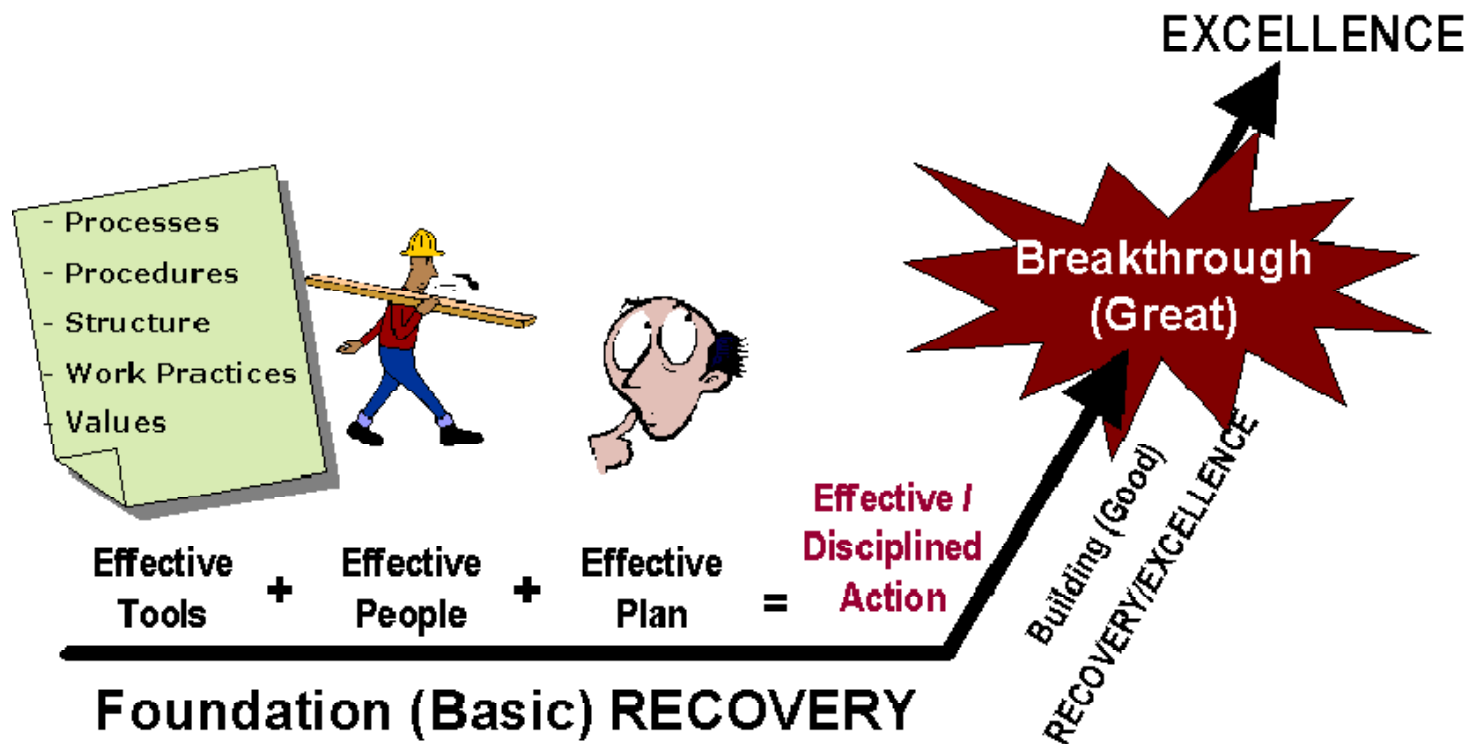 EXCELLENCE
- Processes
- Procedures
- Structure
- Work Practices
- Values
Breakthrough
(Great)
Effective
Tools
+
Effective
People
+
Effective
Plan
=
Effective /
Disciplined
Action
Building (Good)
RECOVERY/EXCELLENCE
Foundation (Basic) RECOVERY